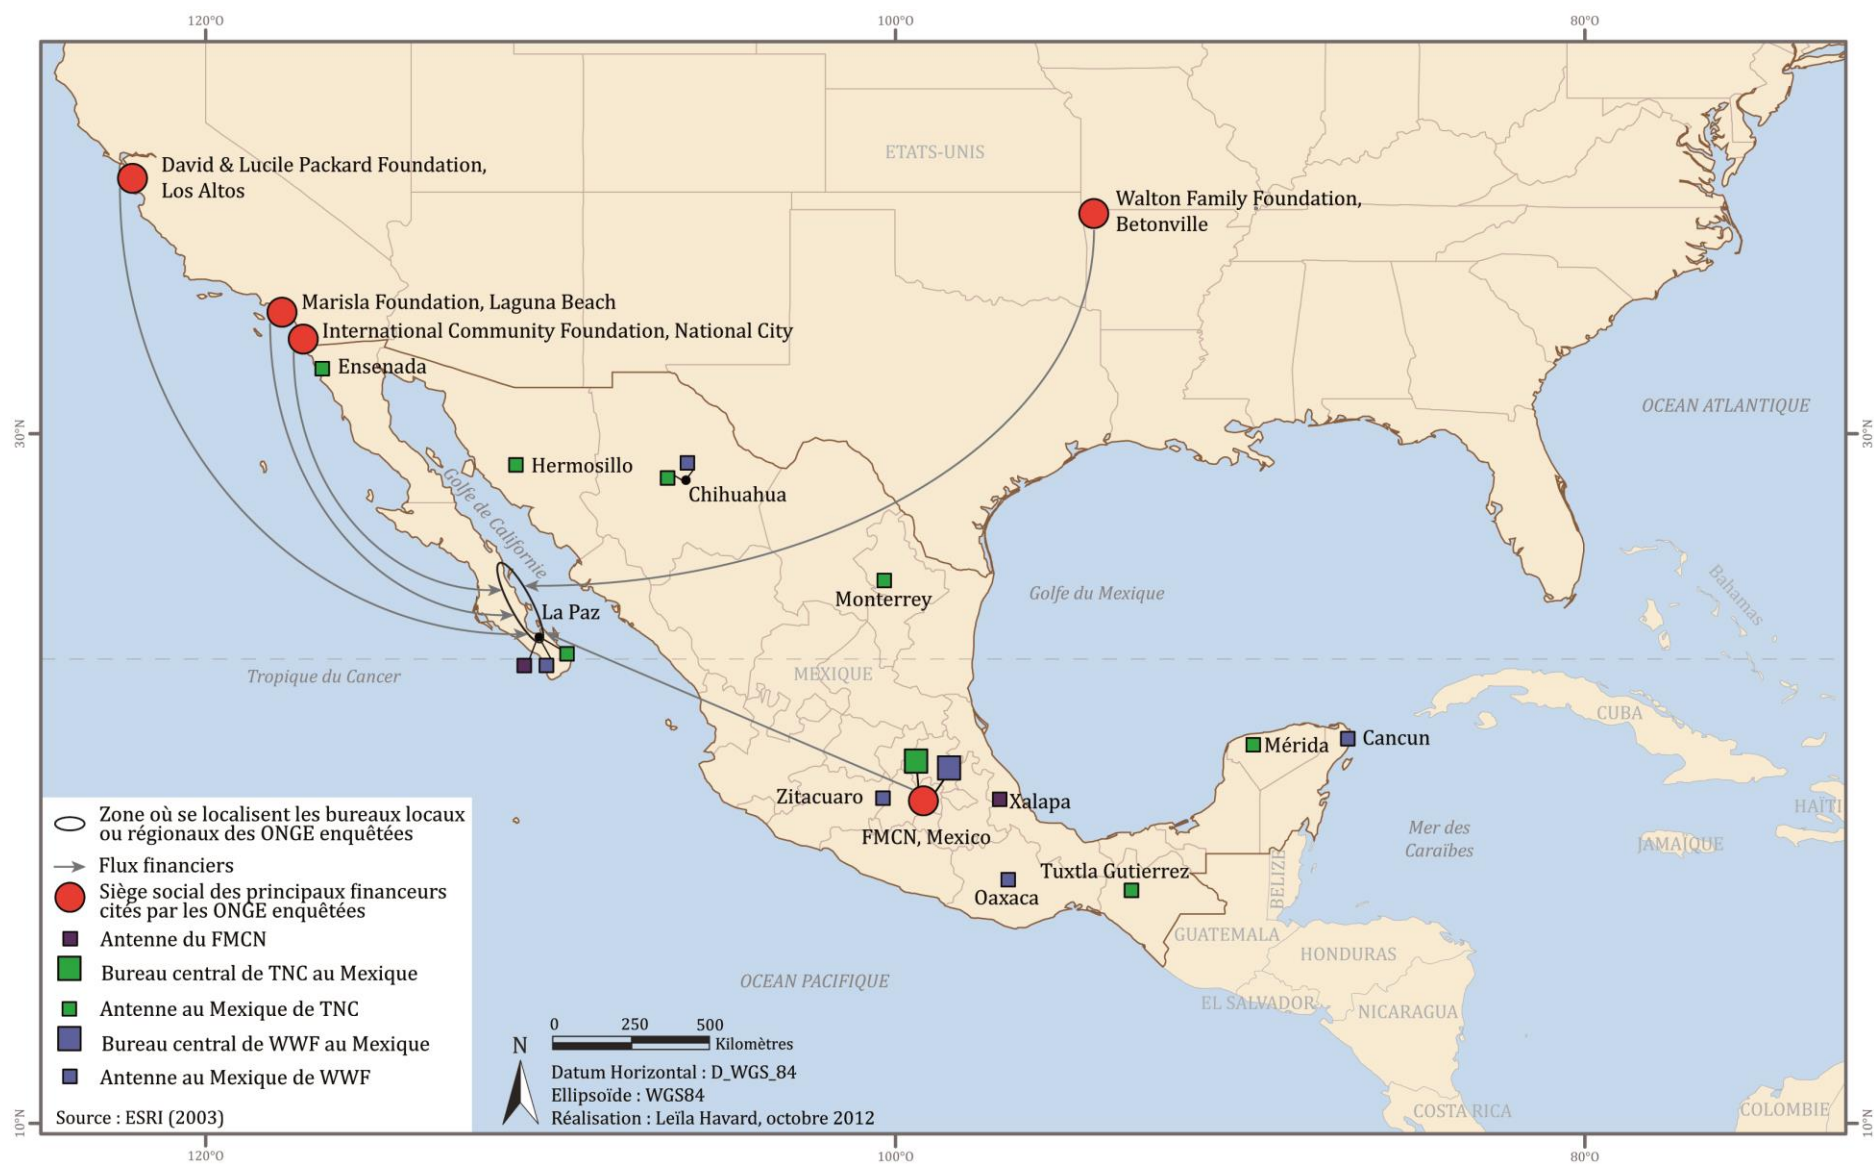 120°O
100°O
80°O
David & Lucile Packard Foundation,
Los Altos
ETATS-UNIS
Walton Family Foundation,
Betonville
Marisla Foundation, Laguna Beach
International Community Foundation, National City
Ensenada
OCEAN ATLANTIQUE
30°N
30°N
Hermosillo
Chihuahua
Golfe de Californie
Monterrey
Golfe du Mexique
Bahamas
La Paz
Tropique du Cancer
MEXIQUE
CUBA
Mérida
Cancun
Zitacuaro
Xalapa
FMCN, Mexico
HAÏTI
Mer des
Caraïbes
JAMAJQUE
Tuxtla Gutierrez
Oaxaca
BELIZE
GUATEMALA
HONDURAS
OCEAN PACIFIQUE
EL SALVADOR
NICARAGUA
COSTA RICA
COLOMBIE
Zone où se localisent les bureaux locaux
ou régionaux des ONGE enquêtées
Flux financiers
Siège social des principaux financeurs
cités par les ONGE enquêtées
Antenne du FMCN
Bureau central de TNC au Mexique
Antenne au Mexique de TNC
Bureau central de WWF au Mexique
Antenne au Mexique de WWF
Source : ESRI (2003)
N
0 250 500
Kilomètres
Datum Horizontal : D_WGS_84
Ellipsoïde : WGS84
Réalisation : Leïla Havard, octobre 2012
10°N
10°N
120°O
100°O
80°O